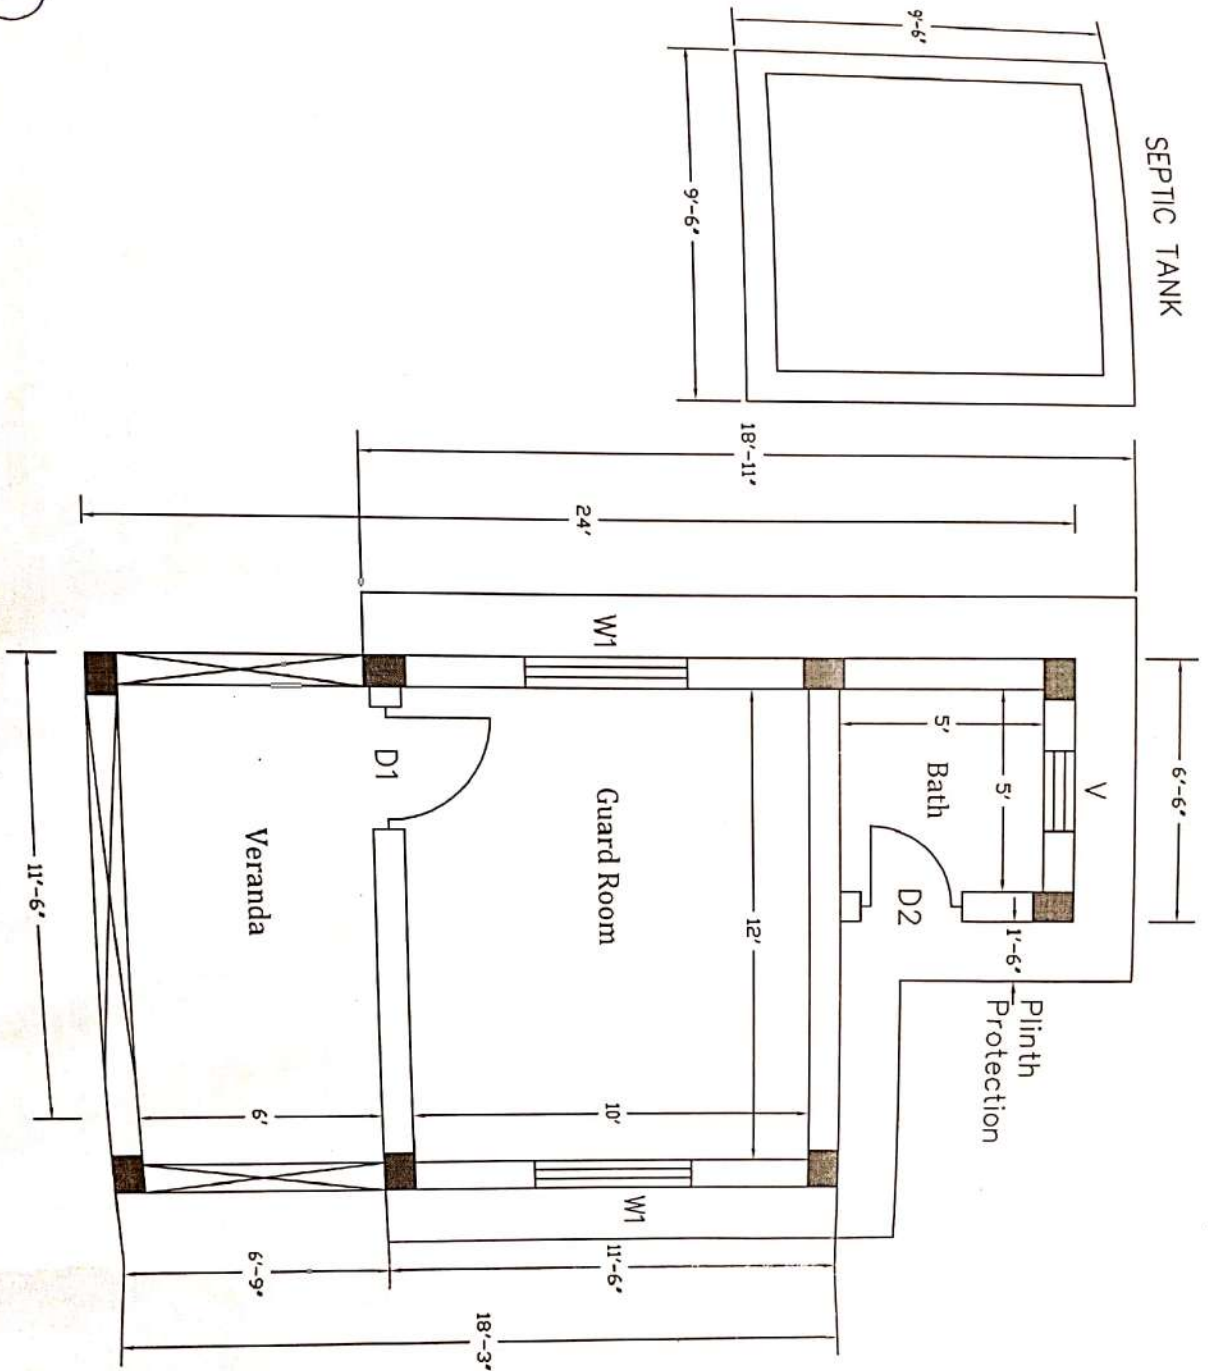 SEPTIC TANK
9'-6"
9'-6"
18'-11"
24'
6'-6"
V
W1
5'
5'
Bath
D2
1'-6"
Plinth
Protection
D1
Guard Room
12'
Veranda
10'
6'
W1
11'-6"
11'-6"
6'-9"
18'-3"